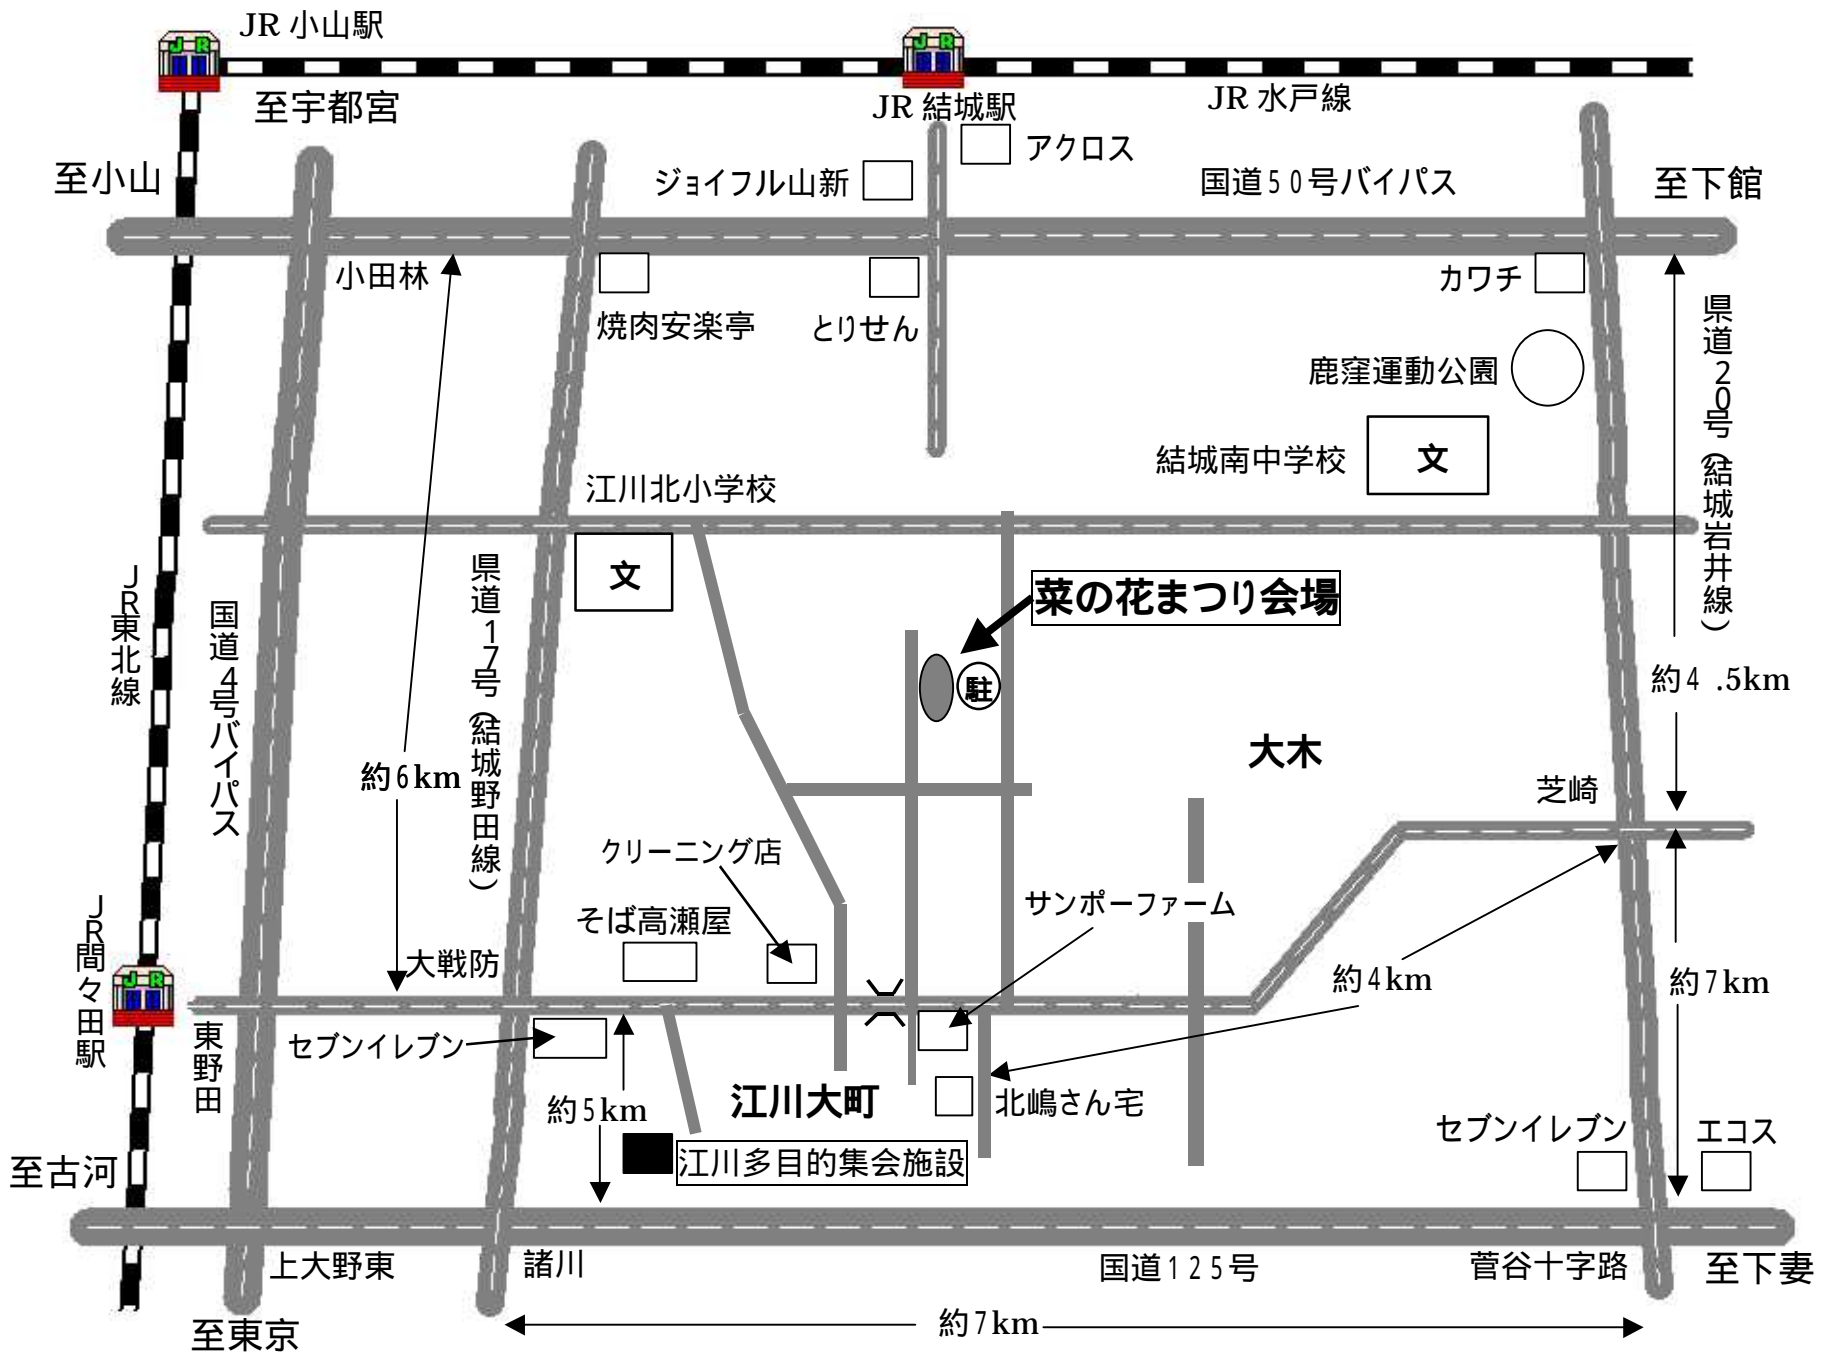 JR 小山駅
JR
JR
至宇都宮
JR 結城駅
JR 水戸線
アクロス
至小山
ジョイフル山新
国道50号バイパス
至下館
小田林
焼肉安楽亭
とりせん
カワチ
鹿窪運動公園
県道20号(結城岩井線)
結城南中学校
文
江川北小学校
文
JR東北線
国道4号バイパス
県道17号(結城野田線)
菜の花まつり会場
駐
約4 .5km
大木
約6km
芝崎
クリーニング店
サンポーファーム
そば高瀬屋
大戦防
JR間々田駅
JR
約4km
約7km
東野田
セブンイレブン
江川大町
約5km
北嶋さん宅
セブンイレブン
エコス
江川多目的集会施設
至古河
上大野東
諸川
国道125号
菅谷十字路
至下妻
至東京
約7km